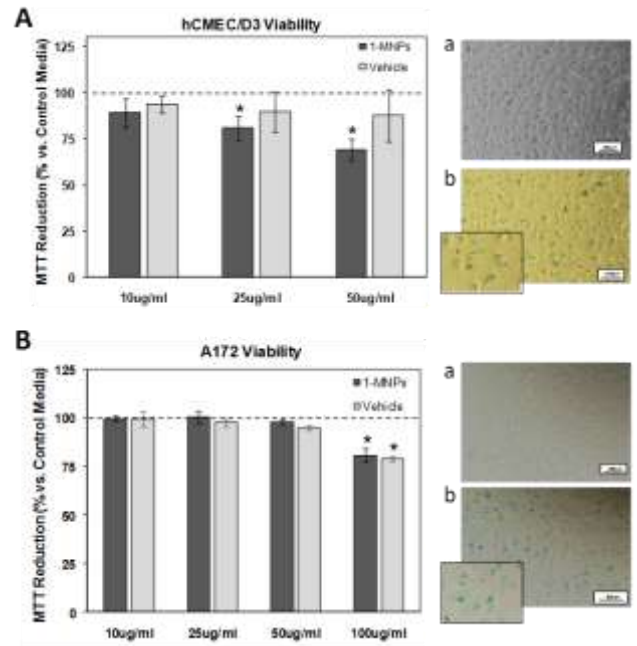 A
hCMEC/D3 Viability
MTT Reduction (% vs. Control Media)
125
100
75
50
25
0
1-MNPs
Vehicle
*
*
10ug/ml
25ug/ml
50ug/ml
a
b
B
A172 Viability
MTT Reduction (% vs. Control Media)
125
100
75
50
25
0
1-MNPs
Vehicle
*
*
10ug/ml
25ug/ml
50ug/ml
100ug/ml
a
b